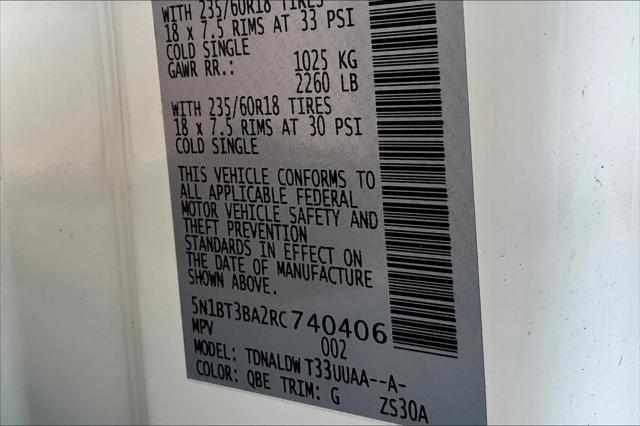 WITH 235/60R18 TIRES
18 x 7.5 RIMS AT 33 PSI
COLD SINGLE
GAWR RR.: 1025 KG
2260 LB
WITH 235/60R18 TIRES
18 x 7.5 RIMS AT 30 PSI
COLD SINGLE
THIS VEHICLE CONFORMS TO
ALL APPLICABLE FEDERAL
MOTOR VEHICLE SAFETY AND
THEFT PREVENTION
STANDARDS IN EFFECT ON
THE DATE OF MANUFACTURE
SHOWN ABOVE.
5N1BT3BA2RC740406
MPV 002
MODEL: TDNALDW T33UUAA--A-
COLOR: QBE TRIM: G ZS30A